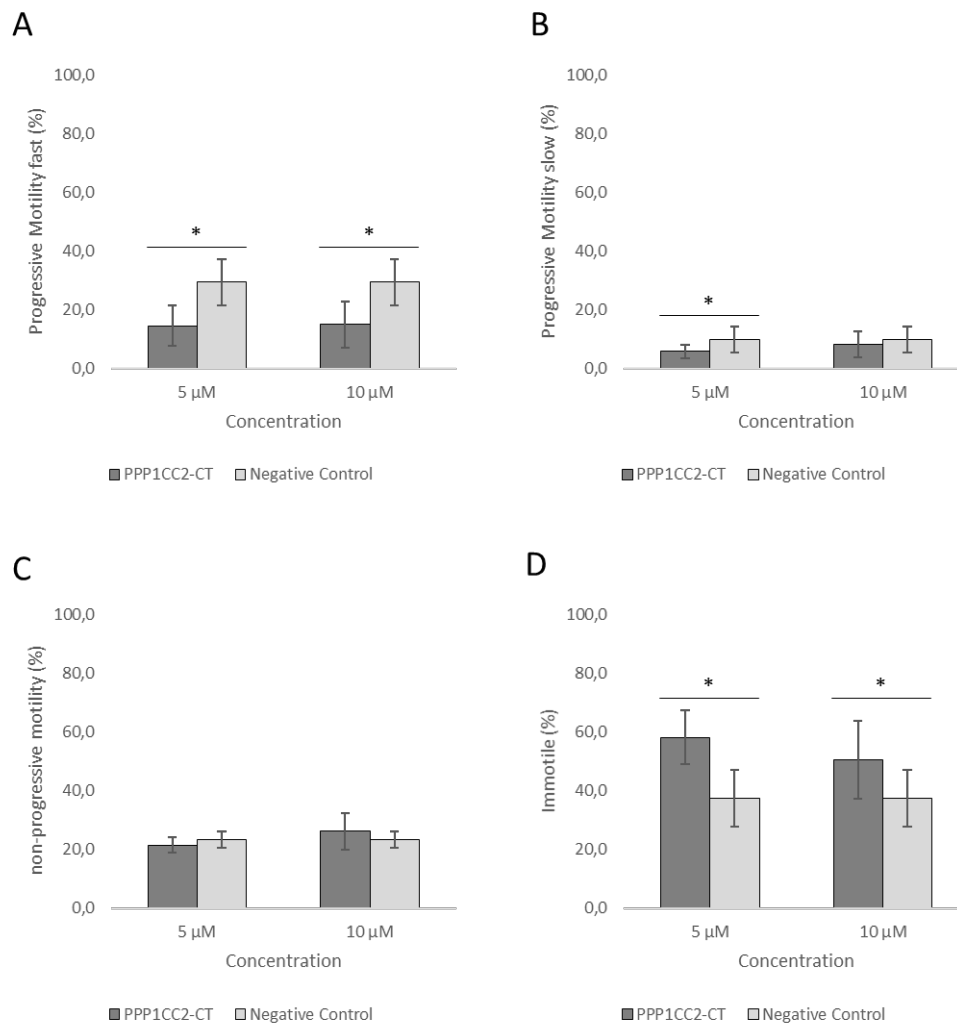 A
Progressive Motility fast (%)
100,0
80,0
60,0
40,0
20,0
0,0
*
*
5 µM
10 µM
Concentration
PPP1CC2-CT
Negative Control
B
Progressive Motility slow (%)
100,0
80,0
60,0
40,0
20,0
0,0
*
5 µM
10 µM
Concentration
PPP1CC2-CT
Negative Control
C
non-progressive motility (%)
100,0
80,0
60,0
40,0
20,0
0,0
5 µM
10 µM
Concentration
PPP1CC2-CT
Negative Control
D
Immotile (%)
100,0
80,0
60,0
40,0
20,0
0,0
*
*
5 µM
10 µM
Concentration
PPP1CC2-CT
Negative Control